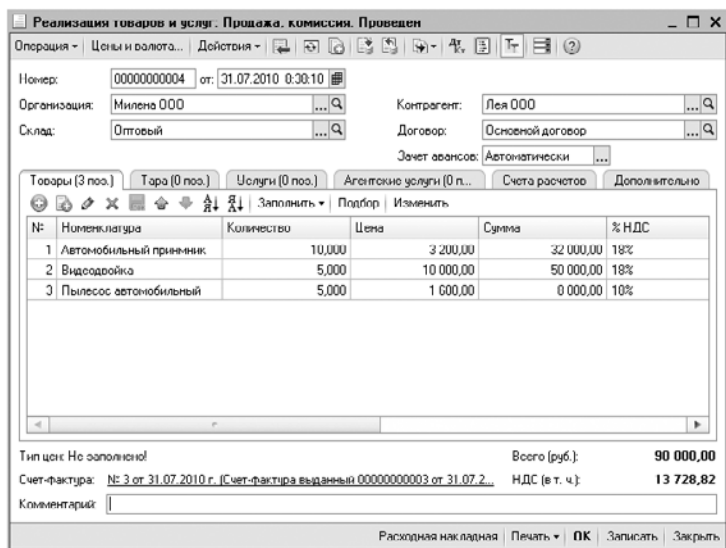 Реализация товаров и услуг: Продажа, комиссия. Проведен
Операция Цены и валюта... Действия
Номер: 00000000004 от: 31.07.2010 0:30:10
Организация: Милена ООО Контрагент: Лея ООО
Склад: Оптовый Договор: Основной договор
Зачет авансов: Автоматически
Товары (3 поз.) Тара (0 поз.) Услуги (0 поз.) Агентские услуги (0 п... Счета расчетов Дополнительно
Заполнить Подбор Изменить
№ Номенклатура Количество Цена Сумма % НДС
1 Автомобильный приемник 10,000 3 200,00 32 000,00 18%
2 Видеодвойка 5,000 10 000,00 50 000,00 18%
3 Пылесос автомобильный 5,000 1 600,00 000,00 18%
Тип цен: Не заполнено! Всего (руб.): 90 000,00
Счет-фактура: № 3 от 31.07.2010 г. (Счет-фактура выданный 00000000003 от 31.07.2... НДС (в т. ч.): 13 728,82
Комментарий:
Расходная накладная Печать OK Записать Закрыть